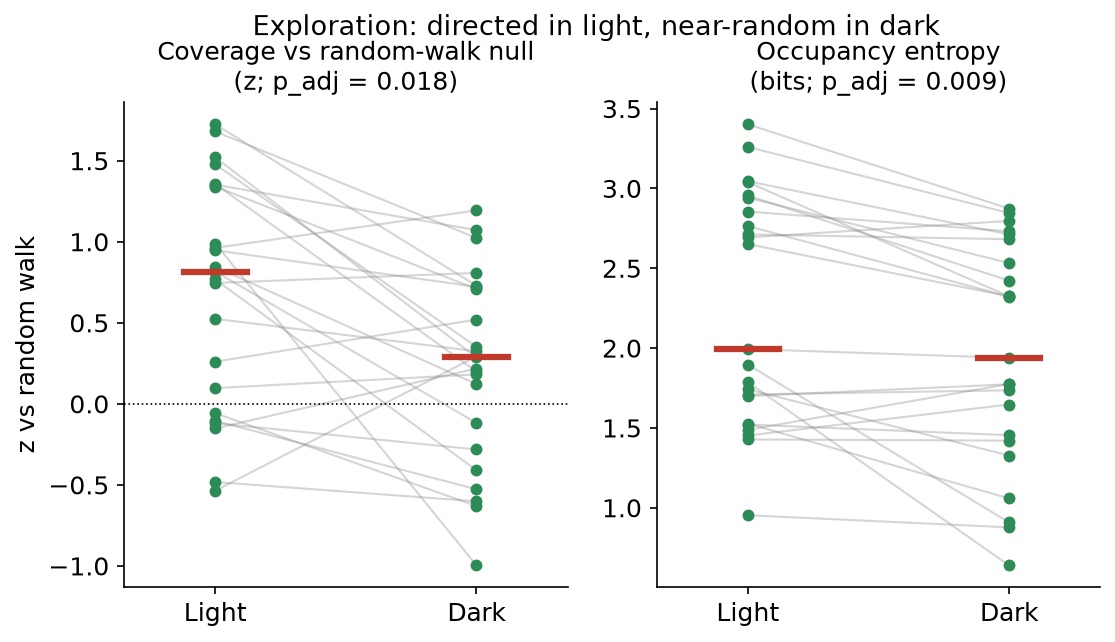 Exploration: directed in light, near-random in dark
Coverage vs random-walk null
(z; p_adj = 0.018)
z vs random walk
1.5
1.0
0.5
0.0
−0.5
−1.0
Light
Dark
Occupancy entropy
(bits; p_adj = 0.009)
3.5
3.0
2.5
2.0
1.5
1.0
Light
Dark